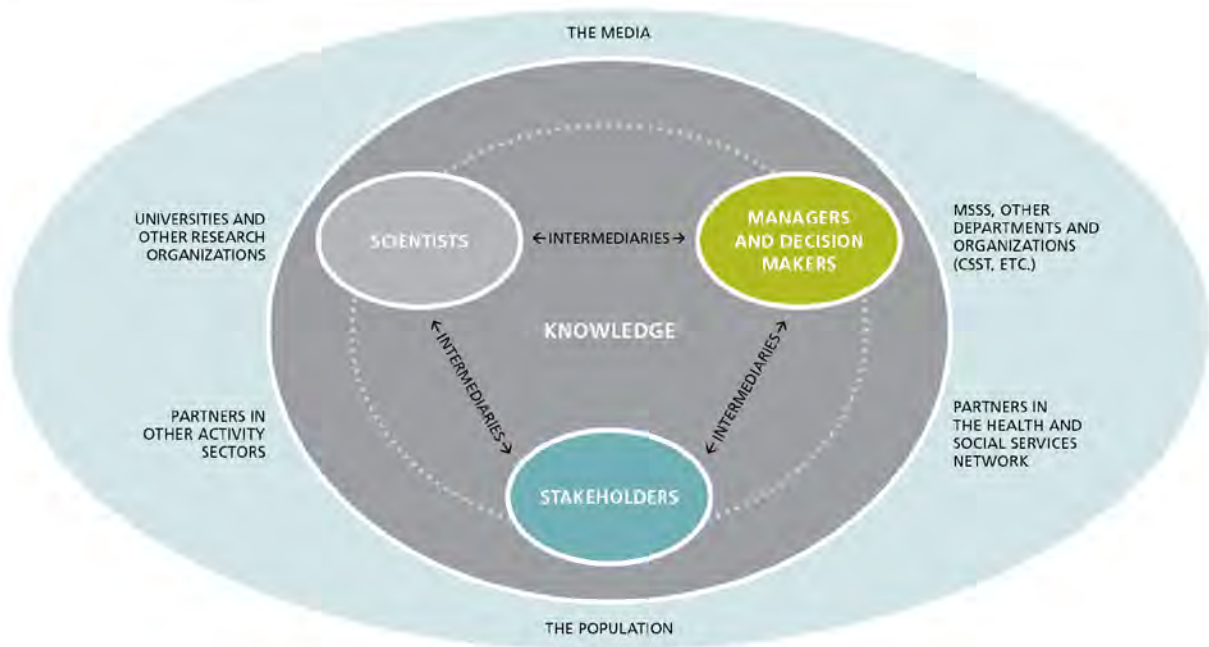 THE MEDIA
UNIVERSITIES AND
OTHER RESEARCH
ORGANIZATIONS
SCIENTISTS
←INTERMEDIARIES→
MANAGERS
AND DECISION
MAKERS
MSSS, OTHER
DEPARTMENTS AND
ORGANIZATIONS
(CSST, ETC.)
KNOWLEDGE
←INTERMEDIARIES→
←INTERMEDIARIES→
PARTNERS IN
OTHER ACTIVITY
SECTORS
PARTNERS IN
THE HEALTH AND
SOCIAL SERVICES
NETWORK
STAKEHOLDERS
THE POPULATION